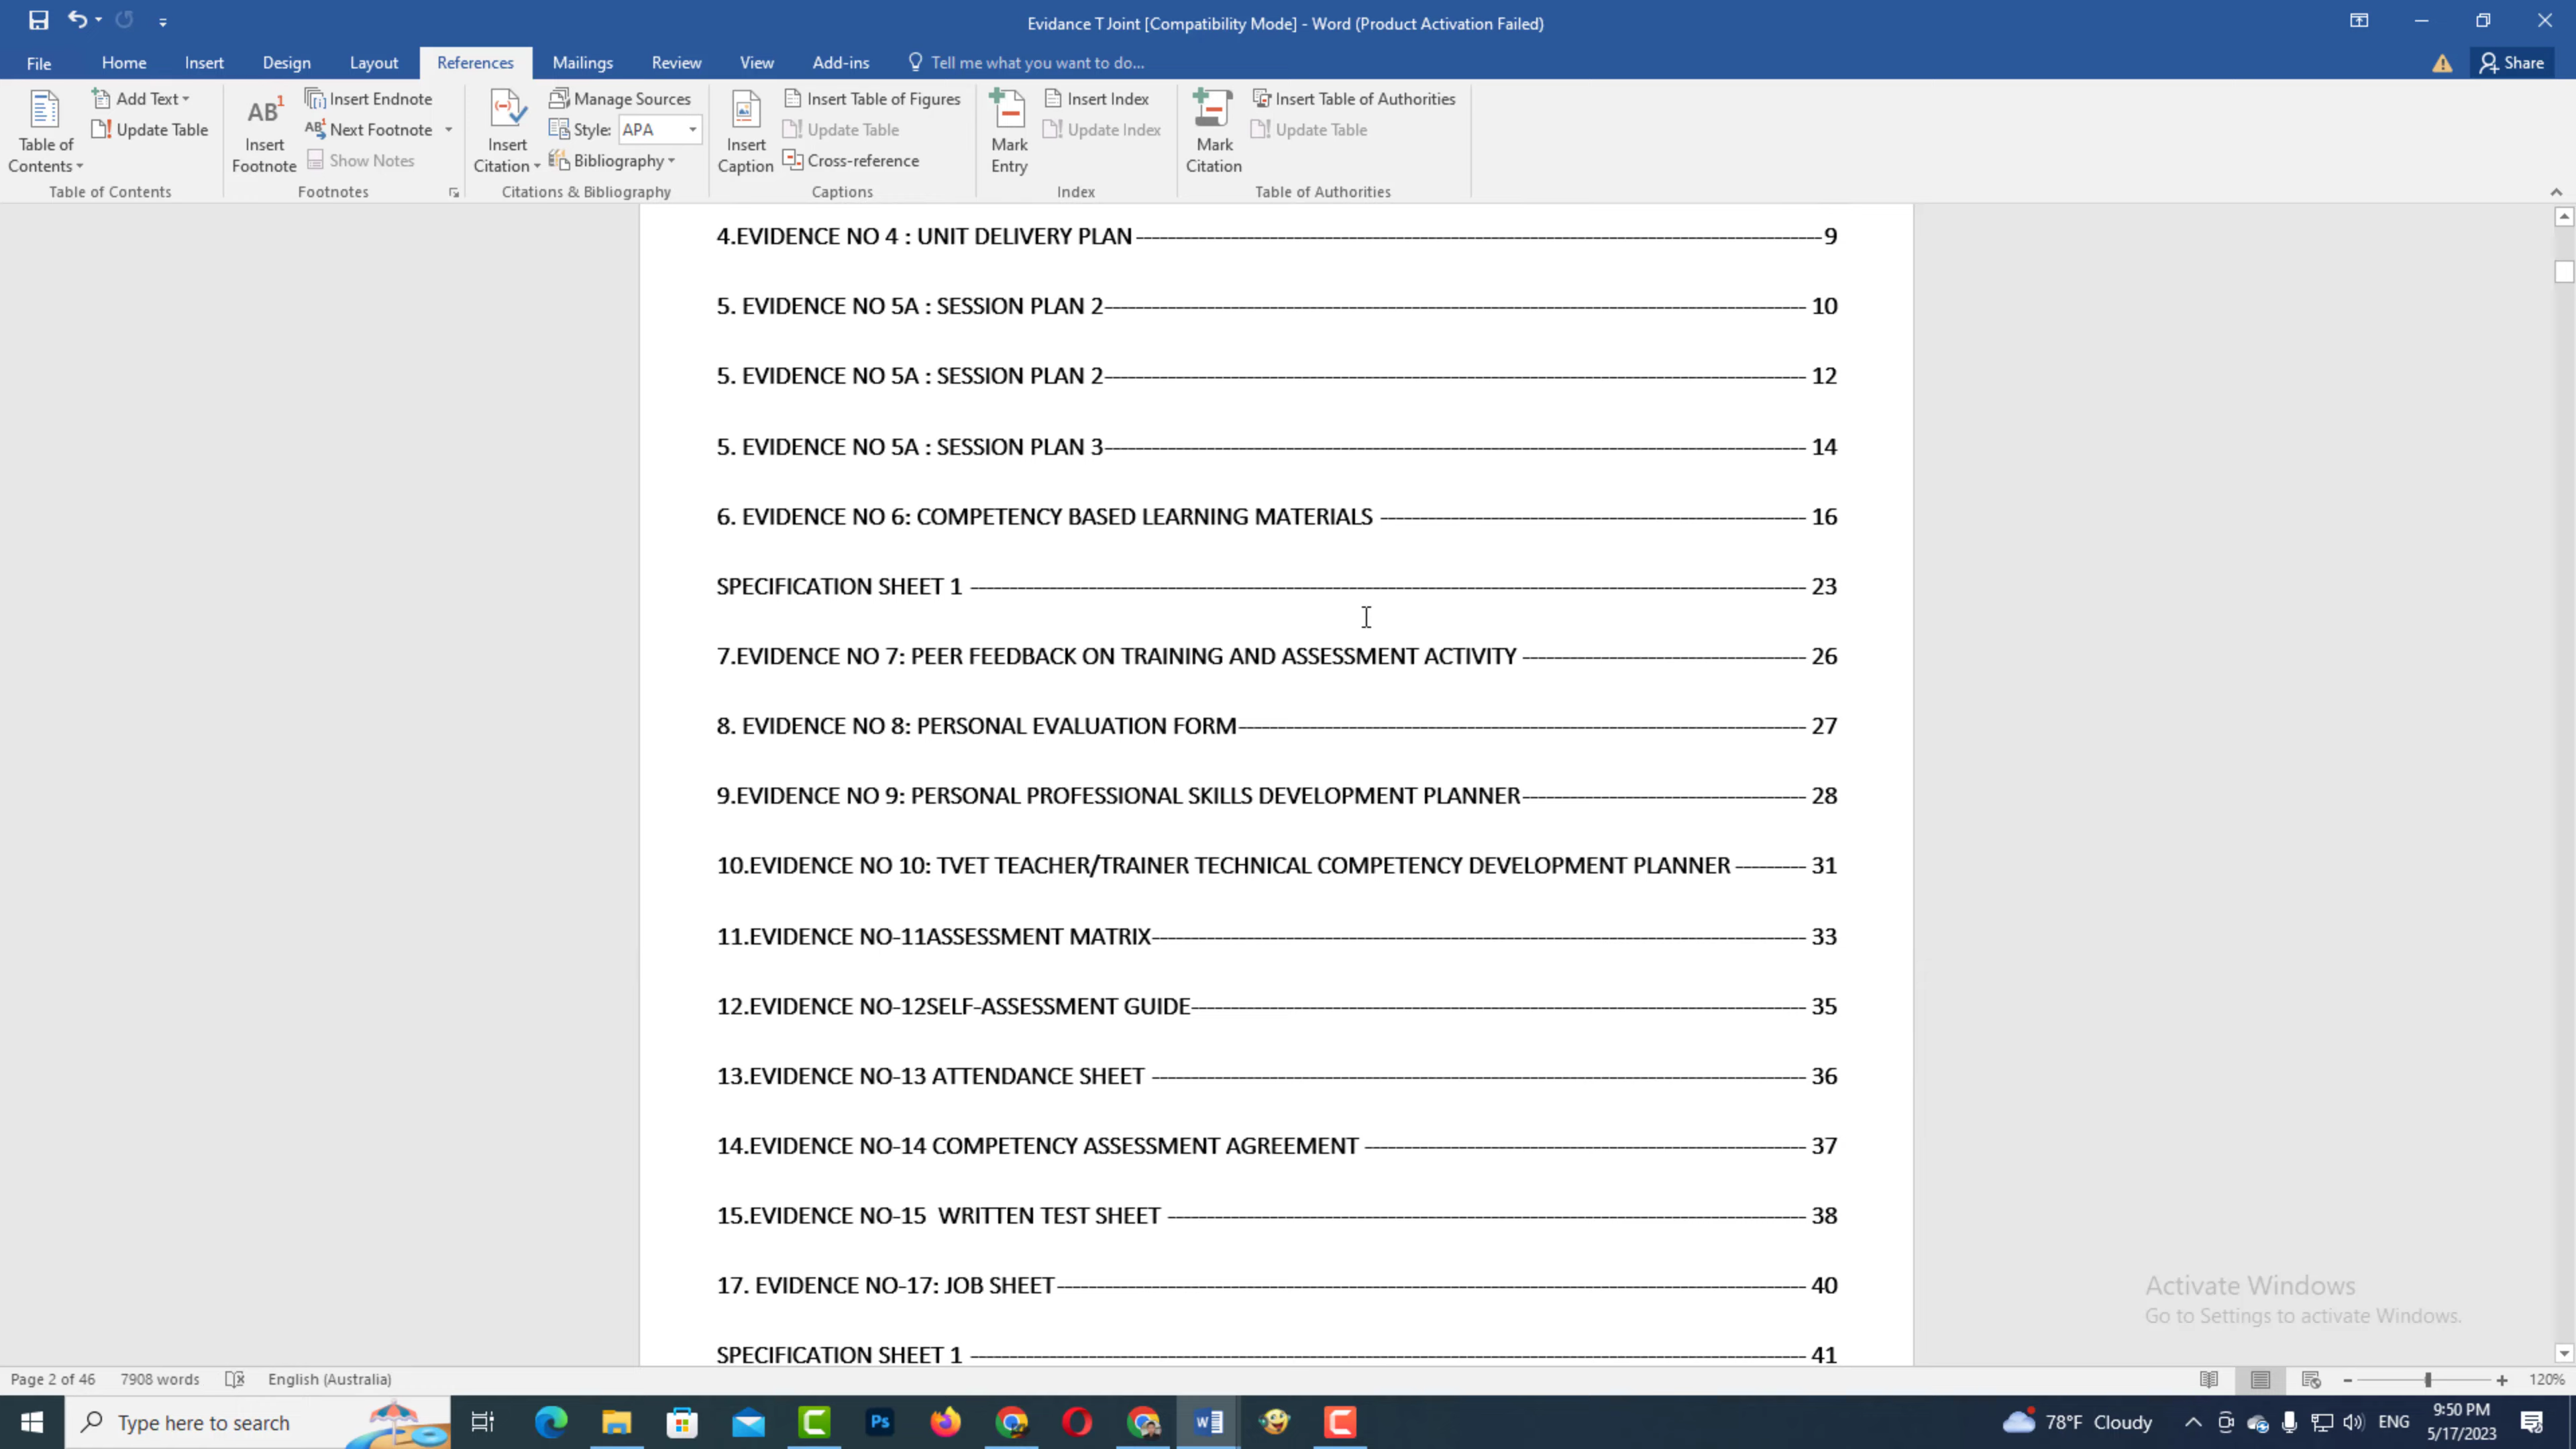 Evidance T Joint [Compatibility Mode] - Word (Product Activation Failed)
File Home Insert Design Layout References Mailings Review View Add-ins Tell me what you want to do... Share
Table of Contents
Add Text
Update Table
Table of Contents
AB1
Insert Footnote
Insert Endnote
Next Footnote
Show Notes
Footnotes
Insert Citation
Manage Sources
Style: APA
Bibliography
Citations & Bibliography
Insert Caption
Insert Table of Figures
Update Table
Cross-reference
Captions
Mark Entry
Insert Index
Update Index
Index
Mark Citation
Insert Table of Authorities
Update Table
Table of Authorities
4.EVIDENCE NO 4 : UNIT DELIVERY PLAN 9
5. EVIDENCE NO 5A : SESSION PLAN 2 10
5. EVIDENCE NO 5A : SESSION PLAN 2 12
5. EVIDENCE NO 5A : SESSION PLAN 3 14
6. EVIDENCE NO 6: COMPETENCY BASED LEARNING MATERIALS 16
SPECIFICATION SHEET 1 23
7.EVIDENCE NO 7: PEER FEEDBACK ON TRAINING AND ASSESSMENT ACTIVITY 26
8. EVIDENCE NO 8: PERSONAL EVALUATION FORM 27
9.EVIDENCE NO 9: PERSONAL PROFESSIONAL SKILLS DEVELOPMENT PLANNER 28
10.EVIDENCE NO 10: TVET TEACHER/TRAINER TECHNICAL COMPETENCY DEVELOPMENT PLANNER 31
11.EVIDENCE NO-11ASSESSMENT MATRIX 33
12.EVIDENCE NO-12SELF-ASSESSMENT GUIDE 35
13.EVIDENCE NO-13 ATTENDANCE SHEET 36
14.EVIDENCE NO-14 COMPETENCY ASSESSMENT AGREEMENT 37
15.EVIDENCE NO-15 WRITTEN TEST SHEET 38
17. EVIDENCE NO-17: JOB SHEET 40
SPECIFICATION SHEET 1 41
Activate Windows
Go to Settings to activate Windows.
Page 2 of 46 7908 words English (Australia) 120%
Type here to search
Ps
78°F Cloudy
ENG
9:50 PM
5/17/2023